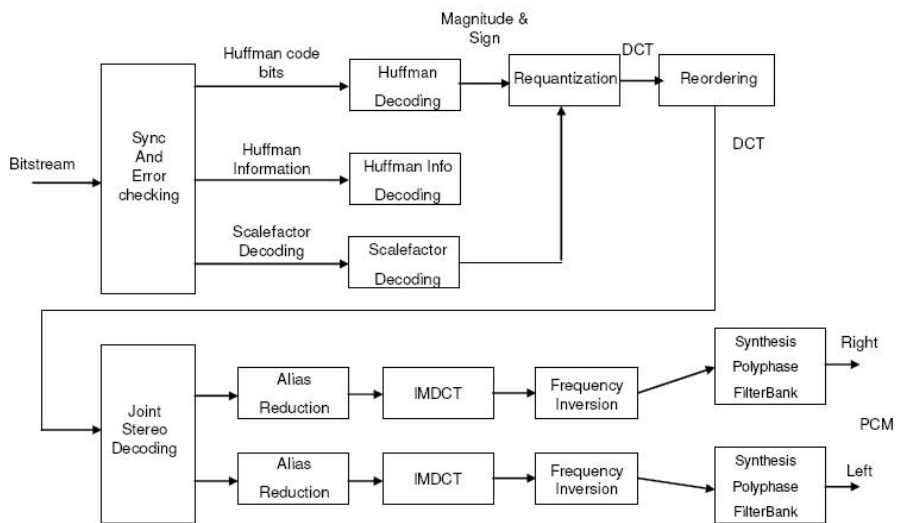 Magnitude &
Sign
Huffman code
bits
DCT
Huffman
Decoding
Requantization
Reordering
DCT
Sync
And
Error
checking
Bitstream
Huffman
Information
Huffman Info
Decoding
Scalefactor
Decoding
Scalefactor
Decoding
Joint
Stereo
Decoding
Alias
Reduction
IMDCT
Frequency
Inversion
Synthesis
Polyphase
FilterBank
Right
PCM
Alias
Reduction
IMDCT
Frequency
Inversion
Synthesis
Polyphase
FilterBank
Left